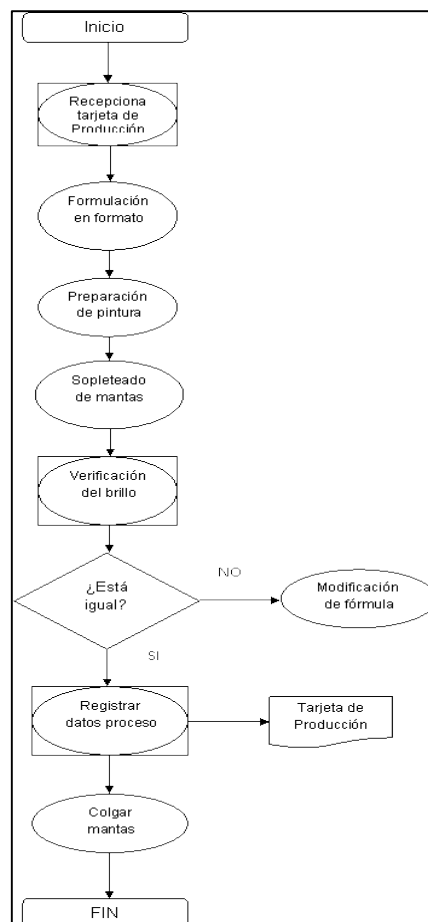 Inicio
Recepciona
tarjeta de
Producción
Formulación
en formato
Preparación
de pintura
Sopleteado
de mantas
Verificación
del brillo
¿Está
igual?
NO
Modificación
de fórmula
SI
Registrar
datos proceso
Tarjeta de
Producción
Colgar
mantas
FIN